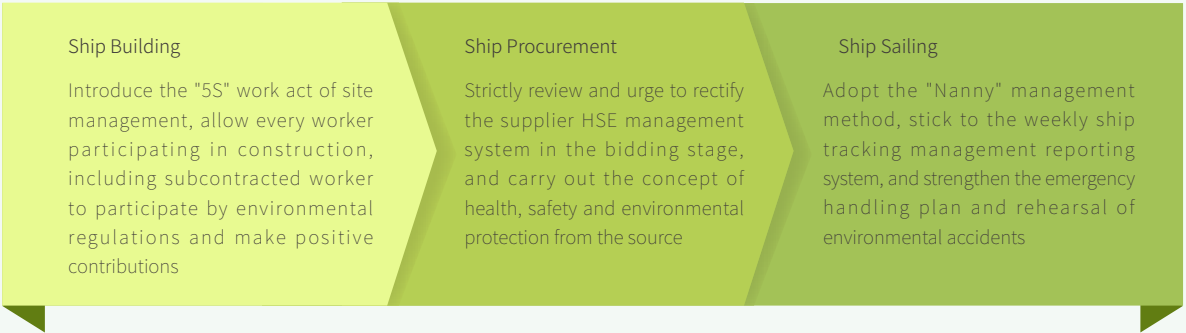 Ship Building
Introduce the "5S" work act of site
management, allow every worker
participating in construction,
including subcontracted worker
to participate by environmental
regulations and make positive
contributions
Ship Procurement
Strictly review and urge to rectify
the supplier HSE management
system in the bidding stage,
and carry out the concept of
health, safety and environmental
protection from the source
Ship Sailing
Adopt the "Nanny" management
method, stick to the weekly ship
tracking management reporting
system, and strengthen the emergency
handling plan and rehearsal of
environmental accidents